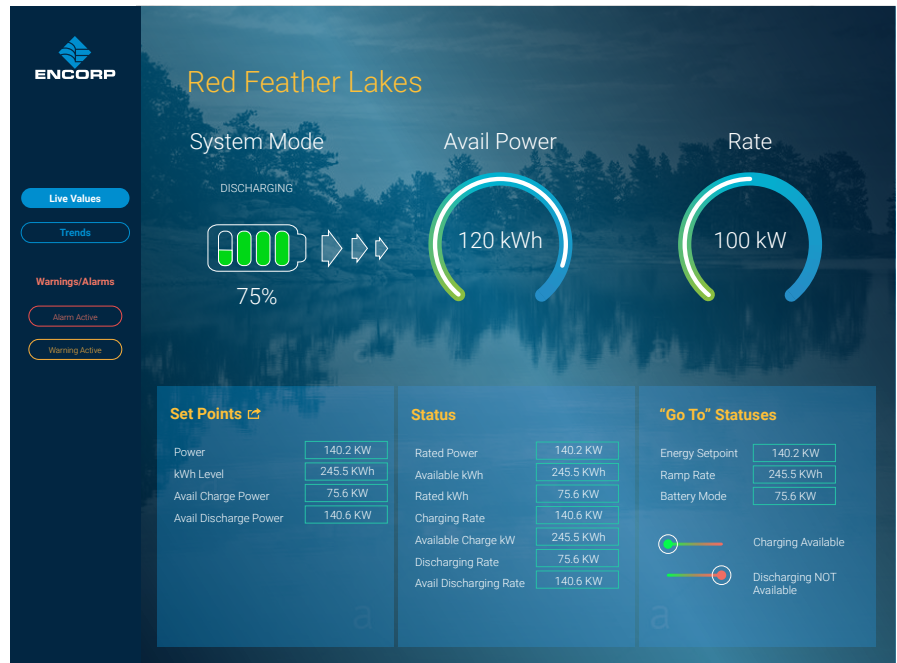 ENCORP
Live Values
Trends
Warnings/Alarms
Alarm Active
Warning Active
Red Feather Lakes
System Mode
DISCHARGING
75%
Avail Power
120 kWh
Rate
100 kW
Set Points
Power 140.2 KW
kWh Level 245.5 KWh
Avail Charge Power 75.6 KW
Avail Discharge Power 140.6 KW
a
Status
Rated Power 140.2 KW
Available kWh 245.5 KWh
Rated kWh 75.6 KW
Charging Rate 140.6 KW
Available Charge kW 245.5 KWh
Discharging Rate 75.6 KW
Avail Discharging Rate 140.6 KW
“Go To” Statuses
Energy Setpoint 140.2 KW
Ramp Rate 245.5 KWh
Battery Mode 75.6 KW
Charging Available
Discharging NOT
Available
a